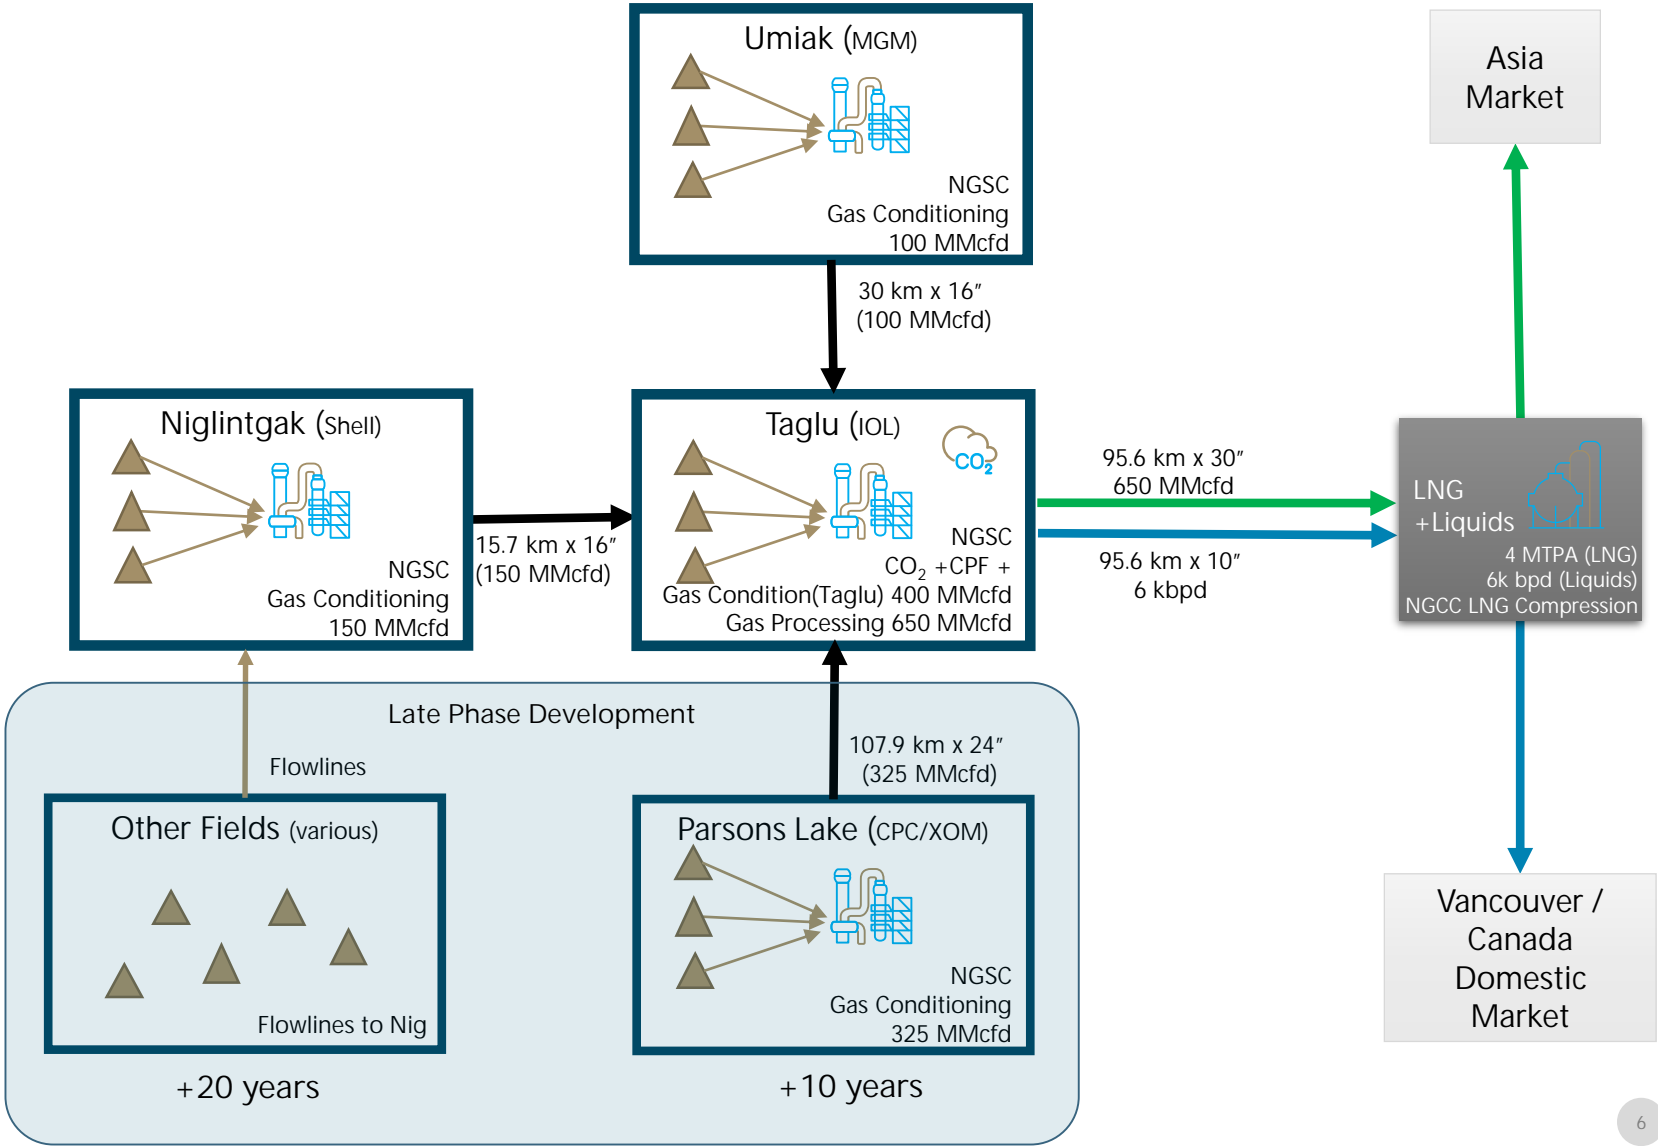 Umiak (MGM)
NGSC
Gas Conditioning
100 MMcfd
Asia
Market
30 km x 16″
(100 MMcfd)
Niglintgak (Shell)
NGSC
Gas Conditioning
150 MMcfd
15.7 km x 16″
(150 MMcfd)
Taglu (IOL)
CO2
NGSC
CO2 +CPF +
Gas Condition(Taglu) 400 MMcfd
Gas Processing 650 MMcfd
95.6 km x 30″
650 MMcfd
95.6 km x 10″
6 kbpd
LNG
+Liquids
4 MTPA (LNG)
6k bpd (Liquids)
NGCC LNG Compression
Late Phase Development
Flowlines
107.9 km x 24″
(325 MMcfd)
Other Fields (various)
Flowlines to Nig
+20 years
Parsons Lake (CPC/XOM)
NGSC
Gas Conditioning
325 MMcfd
+10 years
Vancouver /
Canada
Domestic
Market
6